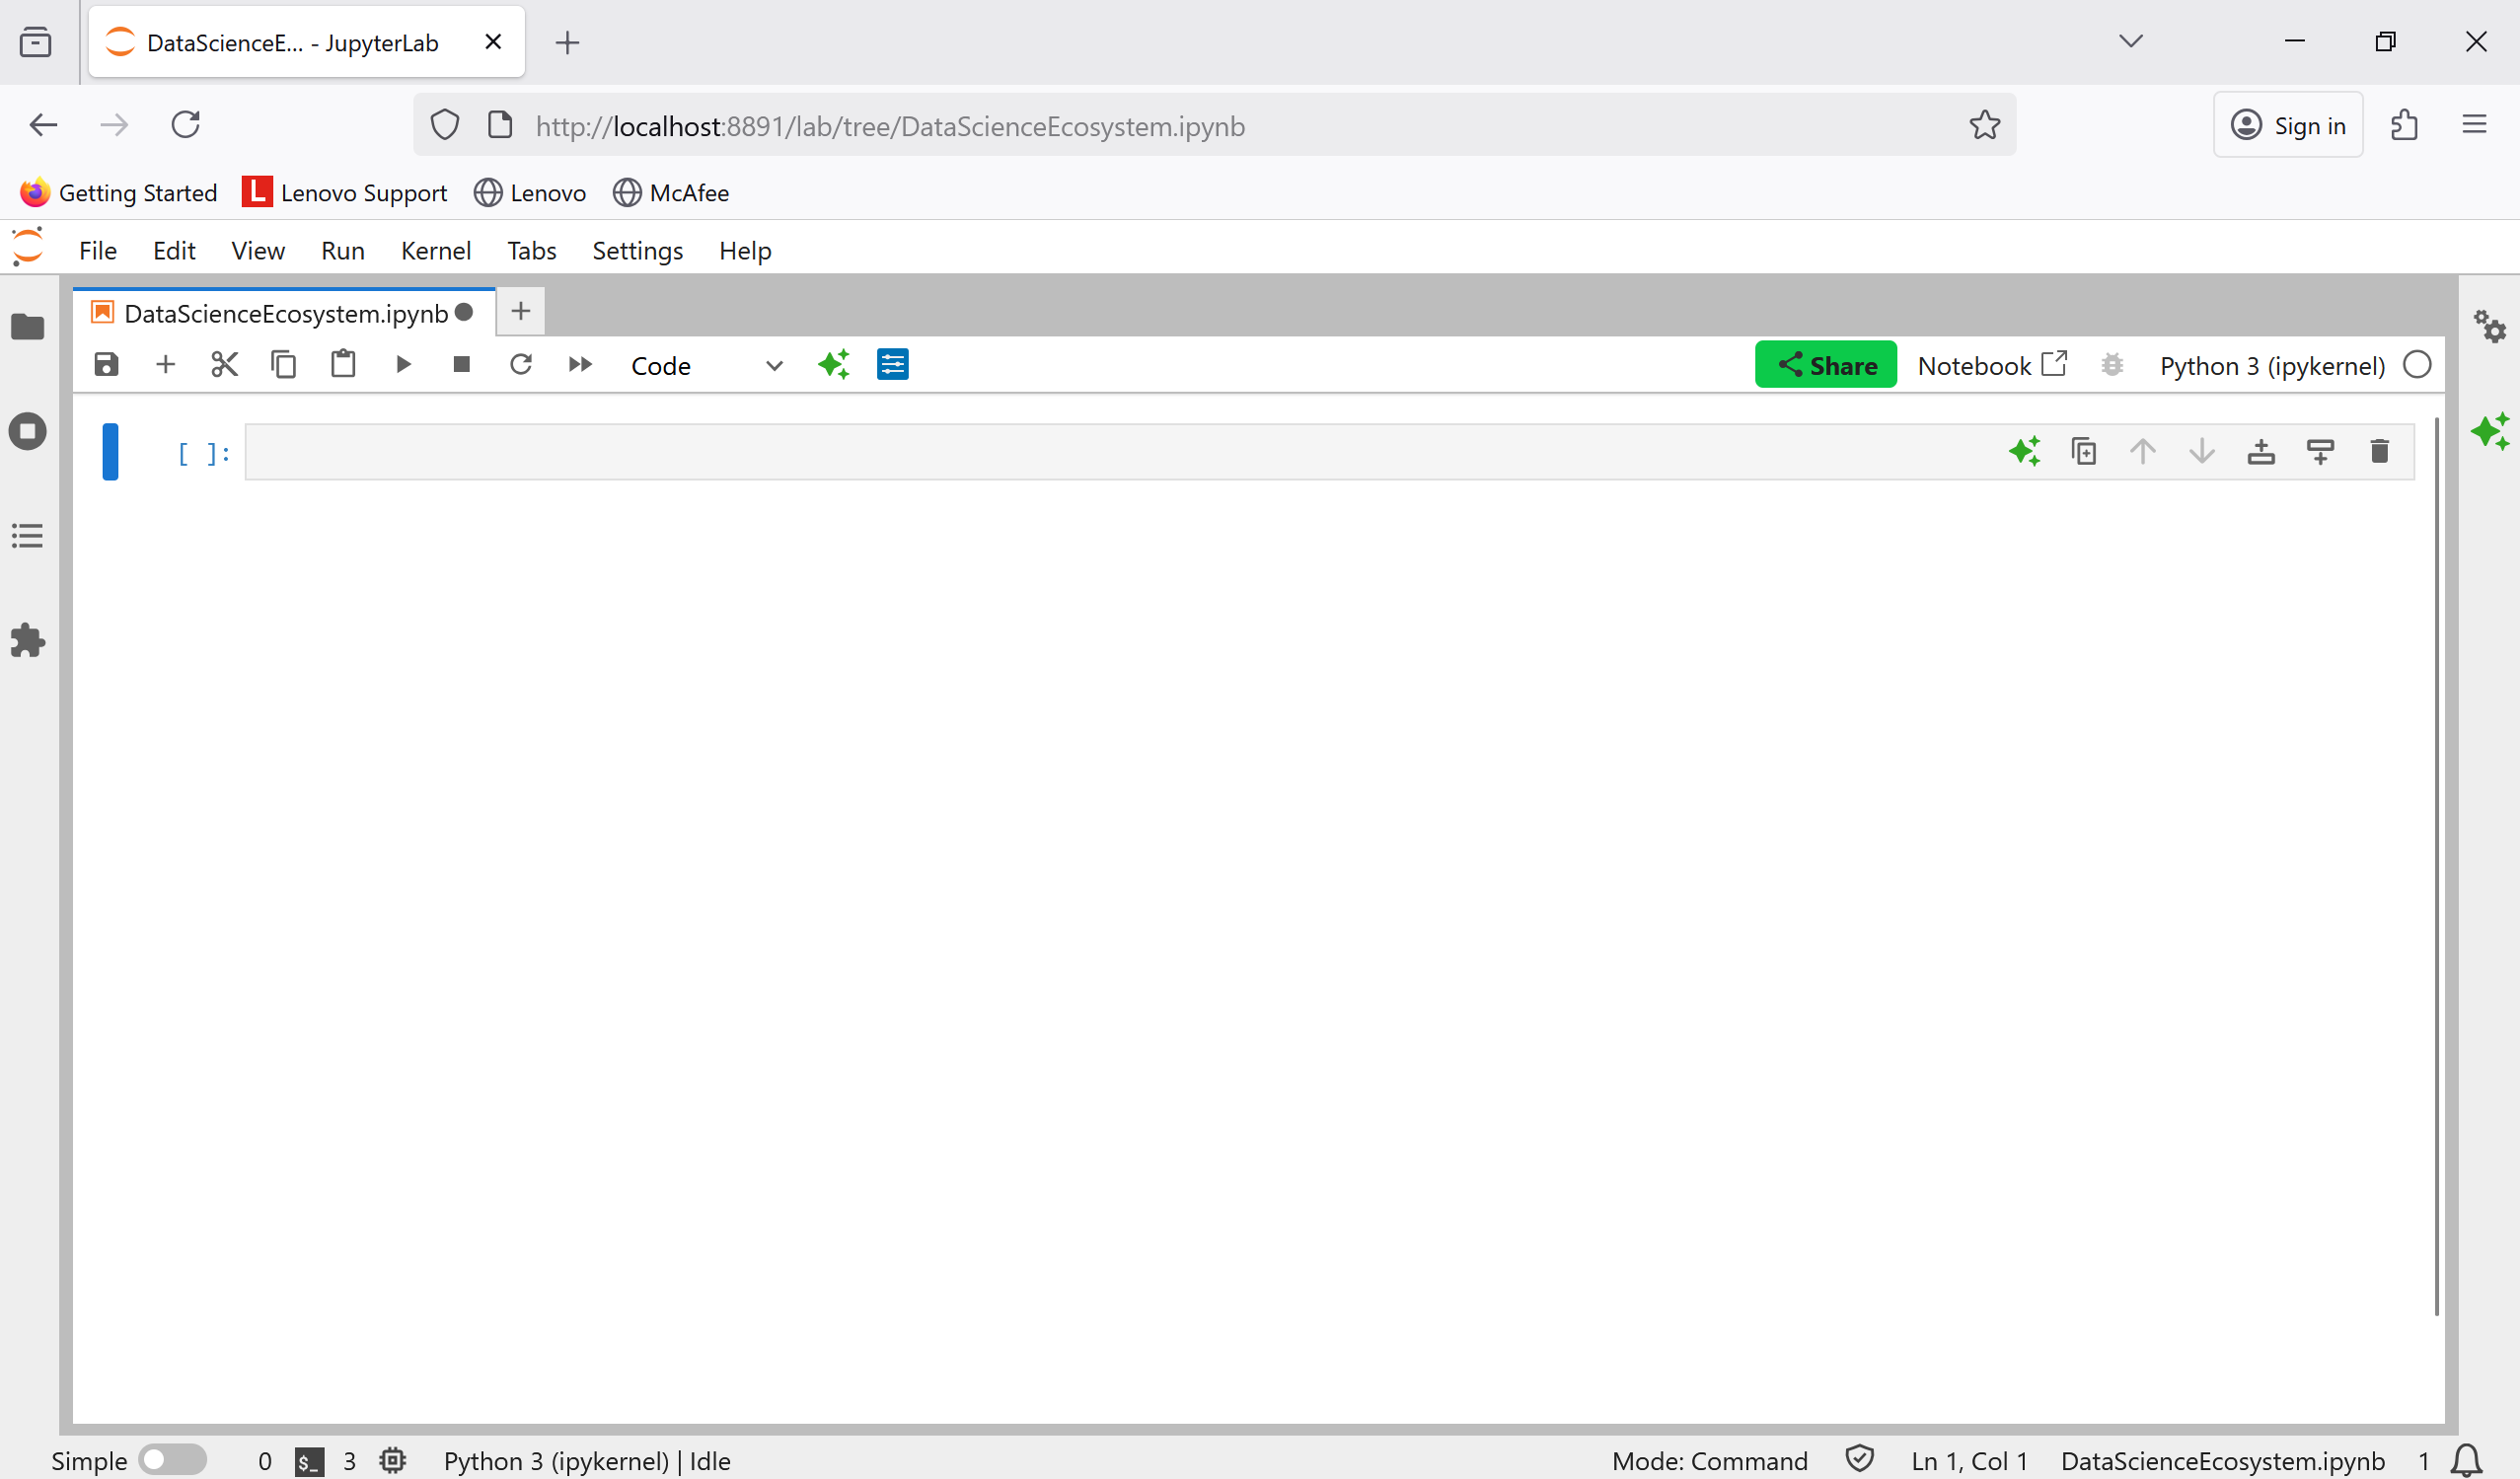 DataScienceE... - JupyterLab
http://localhost:8891/lab/tree/DataScienceEcosystem.ipynb
Sign in
Getting Started L Lenovo Support Lenovo McAfee
File Edit View Run Kernel Tabs Settings Help
DataScienceEcosystem.ipynb
Code Share Notebook Python 3 (ipykernel)
[ ]:
Simple 0 $_ 3 Python 3 (ipykernel) | Idle Mode: Command Ln 1, Col 1 DataScienceEcosystem.ipynb 1